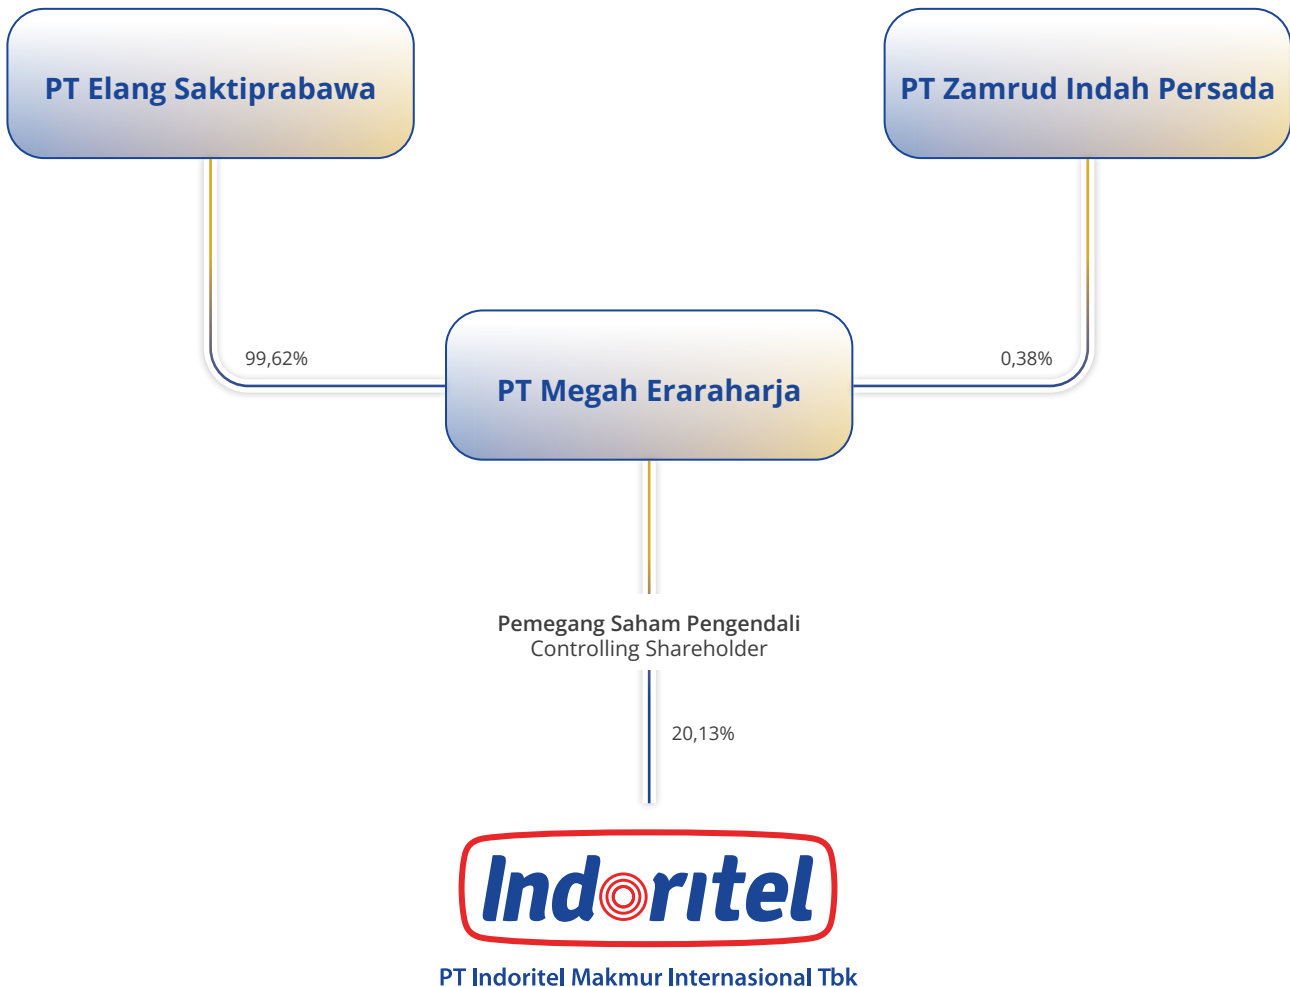 PT Elang Saktiprabawa
PT Zamrud Indah Persada
99,62%
0,38%
PT Megah Eraraharja
Pemegang Saham Pengendali
Controlling Shareholder
20,13%
Indoritel
PT Indoritel Makmur Internasional Tbk